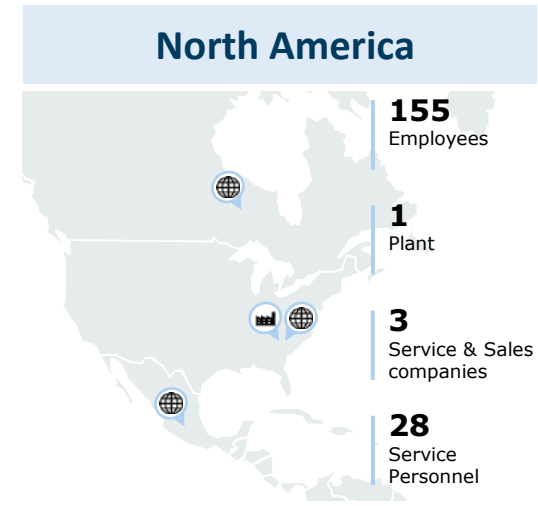 North America
155
Employees
1
Plant
3
Service & Sales
companies
28
Service
Personnel